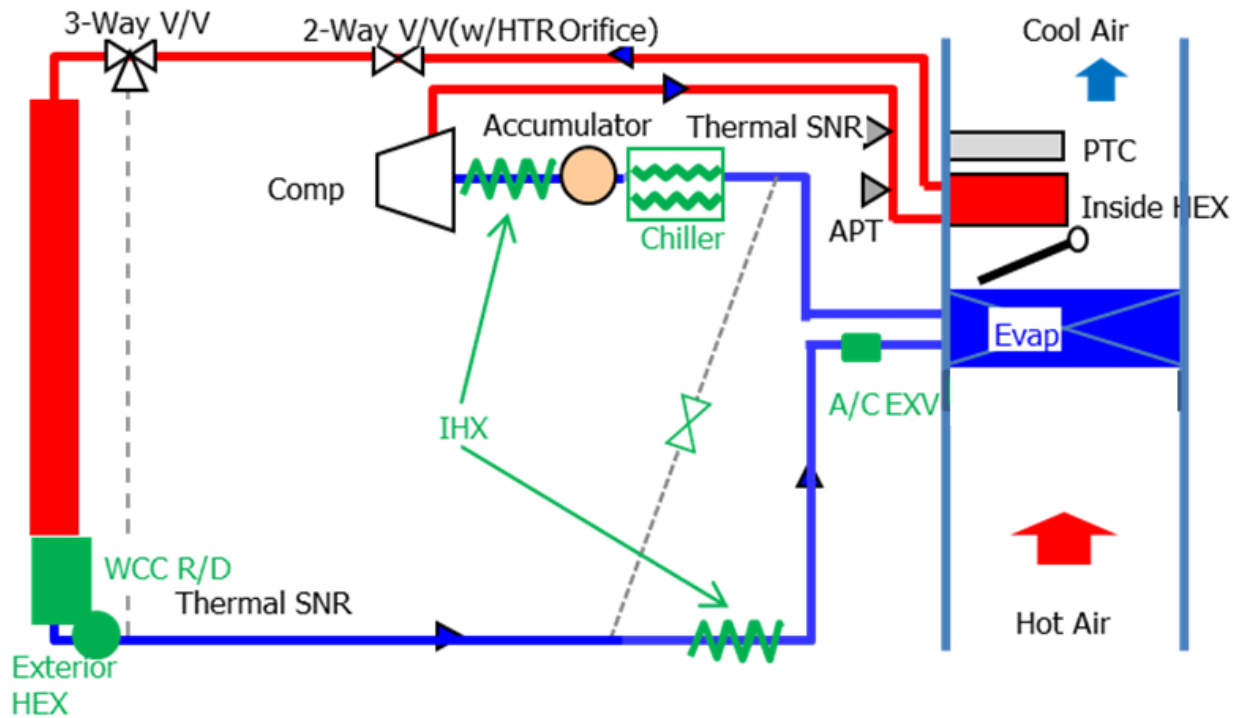 3-Way V/V
2-Way V/V(w/HTR Orifice)
Cool Air
Accumulator
Thermal SNR
PTC
Comp
Inside HEX
APT
Chiller
Evap
A/C EXV
IHX
WCC R/D
Thermal SNR
Hot Air
Exterior
HEX